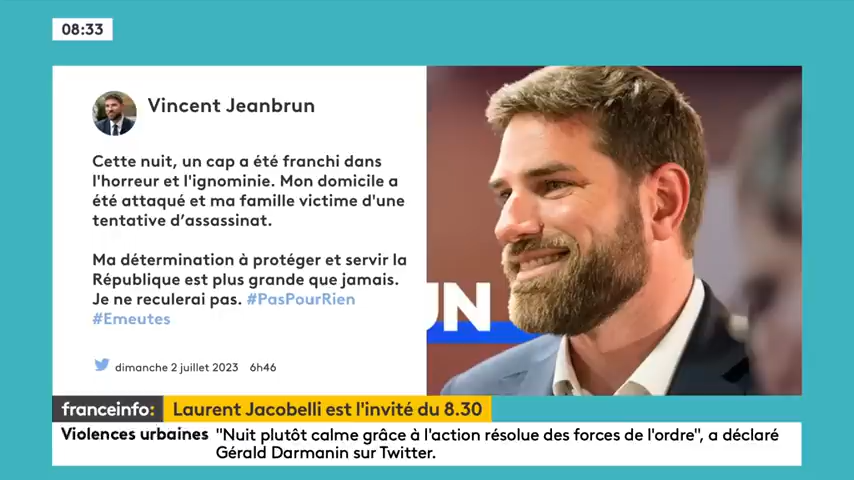 08:33
Vincent Jeanbrun
Cette nuit, un cap a été franchi dans
l'horreur et l'ignominie. Mon domicile a
été attaqué et ma famille victime d'une
tentative d’assassinat.
Ma détermination à protéger et servir la
République est plus grande que jamais.
Je ne reculerai pas. #PasPourRien
#Emeutes
dimanche 2 juillet 2023 6h46
UN
franceinfo: Laurent Jacobelli est l'invité du 8.30
Violences urbaines "Nuit plutôt calme grâce à l'action résolue des forces de l'ordre", a déclaré
Gérald Darmanin sur Twitter.